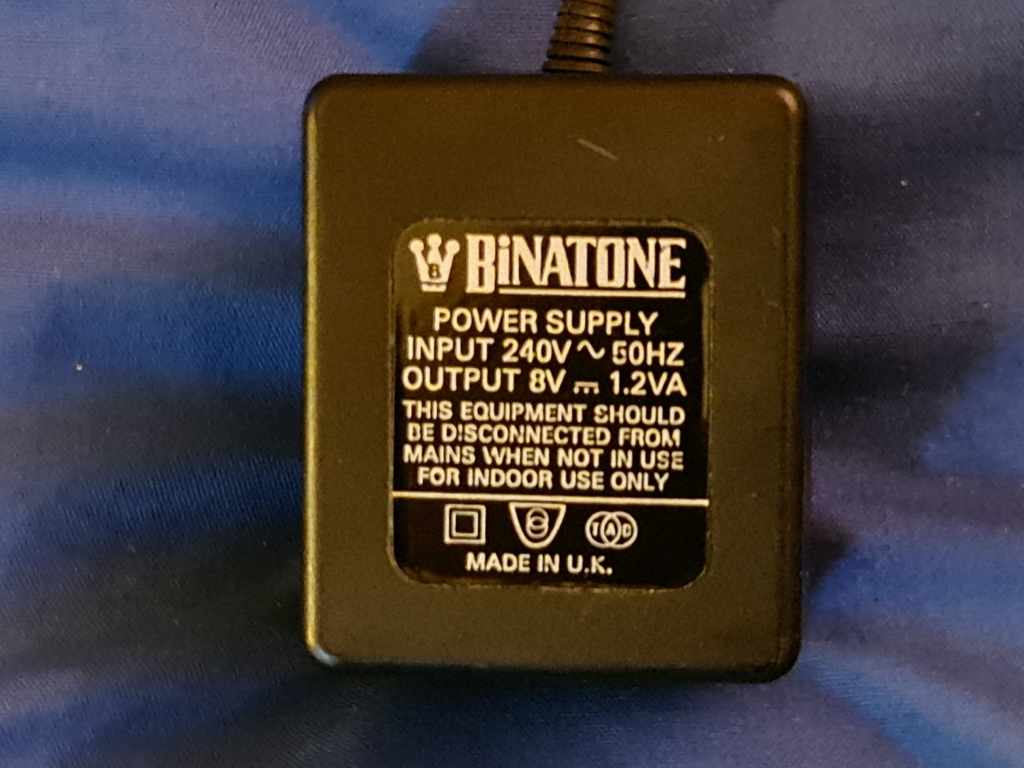 B BiNATONE
POWER SUPPLY
INPUT 240V ~ 50HZ
OUTPUT 8V ⎓ 1.2VA
THIS EQUIPMENT SHOULD
BE DISCONNECTED FROM
MAINS WHEN NOT IN USE
FOR INDOOR USE ONLY
TAD
MADE IN U.K.